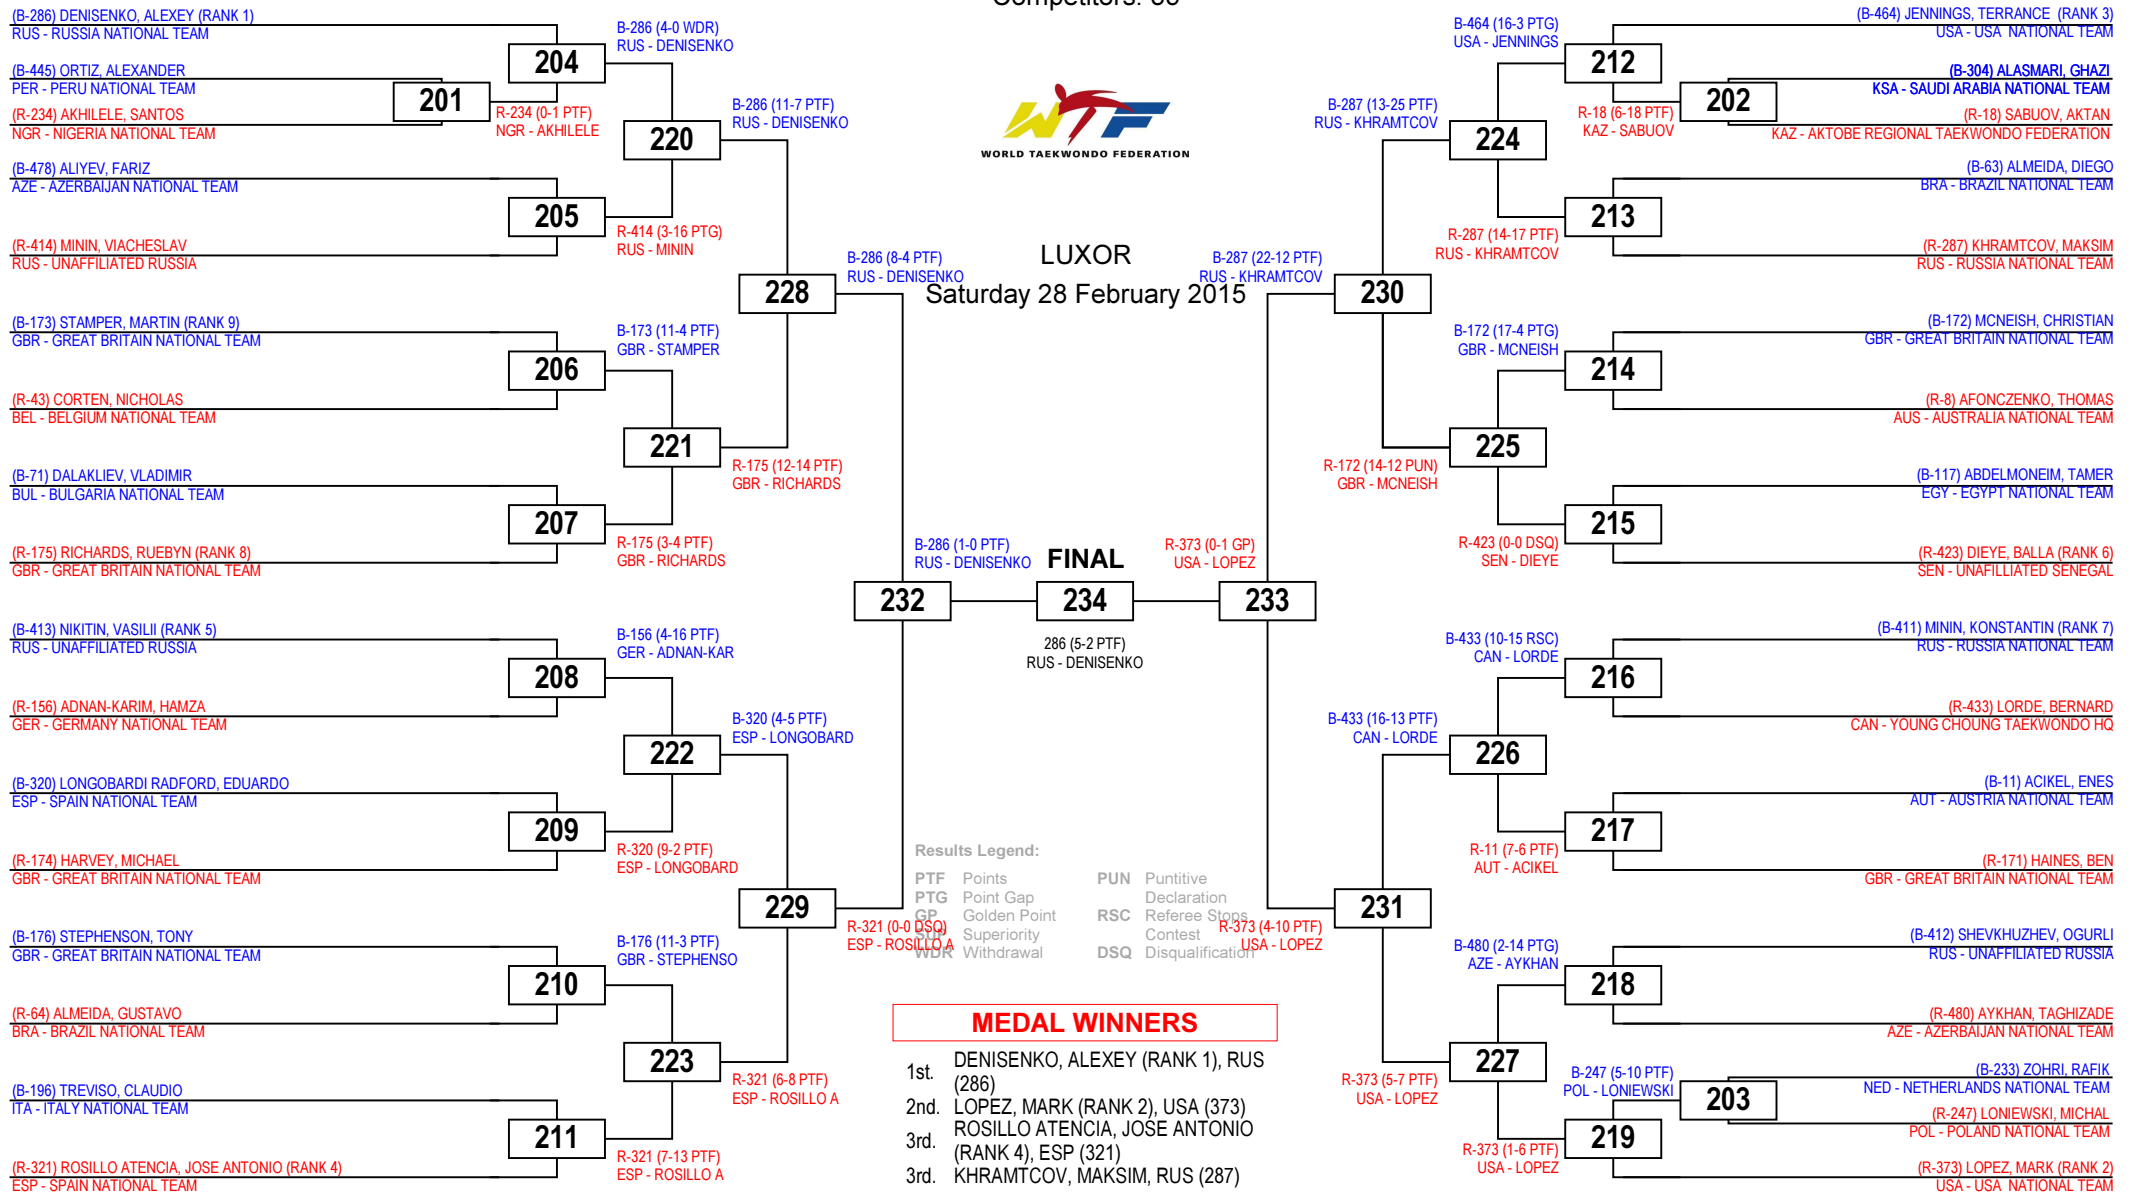 Competitors:
(B-286) DENISENKO, ALEXEY (RANK 1)
RUS - RUSSIA NATIONAL TEAM
(B-445) ORTIZ, ALEXANDER
PER - PERU NATIONAL TEAM
(R-234) AKHILELE, SANTOS
NGR - NIGERIA NATIONAL TEAM
(B-478) ALIYEV, FARIZ
AZE - AZERBAIJAN NATIONAL TEAM
(R-414) MININ, VIACHESLAV
RUS - UNAFFILIATED RUSSIA
(B-173) STAMPER, MARTIN (RANK 9)
GBR - GREAT BRITAIN NATIONAL TEAM
(R-43) CORTEN, NICHOLAS
BEL - BELGIUM NATIONAL TEAM
(B-71) DALAKLIEV, VLADIMIR
BUL - BULGARIA NATIONAL TEAM
(R-175) RICHARDS, RUEBYN (RANK 8)
GBR - GREAT BRITAIN NATIONAL TEAM
(B-413) NIKITIN, VASILII (RANK 5)
RUS - UNAFFILIATED RUSSIA
(R-156) ADNAN-KARIM, HAMZA
GER - GERMANY NATIONAL TEAM
(B-320) LONGOBARDI RADFORD, EDUARDO
ESP - SPAIN NATIONAL TEAM
(R-174) HARVEY, MICHAEL
GBR - GREAT BRITAIN NATIONAL TEAM
(B-176) STEPHENSON, TONY
GBR - GREAT BRITAIN NATIONAL TEAM
(R-64) ALMEIDA, GUSTAVO
BRA - BRAZIL NATIONAL TEAM
(B-196) TREVISO, CLAUDIO
ITA - ITALY NATIONAL TEAM
(R-321) ROSILLO ATENCIA, JOSE ANTONIO (RANK 4)
ESP - SPAIN NATIONAL TEAM
201
R-234 (0-1 PTF)
NGR - AKHILELE
204
205
206
207
208
209
210
211
B-286 (4-0 WDR)
RUS - DENISENKO
R-414 (3-16 PTG)
RUS - MININ
B-173 (11-4 PTF)
GBR - STAMPER
R-175 (3-4 PTF)
GBR - RICHARDS
B-156 (4-16 PTF)
GER - ADNAN-KAR
R-320 (9-2 PTF)
ESP - LONGOBARD
B-176 (11-3 PTF)
GBR - STEPHENSO
R-321 (7-13 PTF)
ESP - ROSILLO A
220
221
222
223
B-286 (11-7 PTF)
RUS - DENISENKO
R-175 (12-14 PTF)
GBR - RICHARDS
B-320 (4-5 PTF)
ESP - LONGOBARD
R-321 (6-8 PTF)
ESP - ROSILLO A
228
229
B-286 (8-4 PTF)
RUS - DENISENKO
R-321 (0-0 DSQ)
ESP - ROSILLO A
232
B-286 (1-0 PTF)
RUS - DENISENKO
WTF
WORLD TAEKWONDO FEDERATION
LUXOR
Saturday 28 February 2015
FINAL
234
286 (5-2 PTF)
RUS - DENISENKO
R-373 (0-1 GP)
USA - LOPEZ
233
B-287 (22-12 PTF)
RUS - KHRAMTCOV
R-373 (4-10 PTF)
USA - LOPEZ
230
231
B-287 (13-25 PTF)
RUS - KHRAMTCOV
R-172 (14-12 PUN)
GBR - MCNEISH
B-433 (16-13 PTF)
CAN - LORDE
R-373 (5-7 PTF)
USA - LOPEZ
224
225
226
227
B-464 (16-3 PTG)
USA - JENNINGS
R-287 (14-17 PTF)
RUS - KHRAMTCOV
B-172 (17-4 PTG)
GBR - MCNEISH
R-423 (0-0 DSQ)
SEN - DIEYE
B-433 (10-15 RSC)
CAN - LORDE
R-11 (7-6 PTF)
AUT - ACIKEL
B-480 (2-14 PTG)
AZE - AYKHAN
R-373 (1-6 PTF)
USA - LOPEZ
212
213
214
215
216
217
218
219
R-18 (6-18 PTF)
KAZ - SABUOV
202
B-247 (5-10 PTF)
POL - LONIEWSKI
203
(B-464) JENNINGS, TERRANCE (RANK 3)
USA - USA NATIONAL TEAM
(B-304) ALASMARI, GHAZI
KSA - SAUDI ARABIA NATIONAL TEAM
(R-18) SABUOV, AKTAN
KAZ - AKTOBE REGIONAL TAEKWONDO FEDERATION
(B-63) ALMEIDA, DIEGO
BRA - BRAZIL NATIONAL TEAM
(R-287) KHRAMTCOV, MAKSIM
RUS - RUSSIA NATIONAL TEAM
(B-172) MCNEISH, CHRISTIAN
GBR - GREAT BRITAIN NATIONAL TEAM
(R-8) AFONCZENKO, THOMAS
AUS - AUSTRALIA NATIONAL TEAM
(B-117) ABDELMONEIM, TAMER
EGY - EGYPT NATIONAL TEAM
(R-423) DIEYE, BALLA (RANK 6)
SEN - UNAFILLIATED SENEGAL
(B-411) MININ, KONSTANTIN (RANK 7)
RUS - RUSSIA NATIONAL TEAM
(R-433) LORDE, BERNARD
CAN - YOUNG CHOUNG TAEKWONDO HQ
(B-11) ACIKEL, ENES
AUT - AUSTRIA NATIONAL TEAM
(R-171) HAINES, BEN
GBR - GREAT BRITAIN NATIONAL TEAM
(B-412) SHEVKHUZHEV, OGURLI
RUS - UNAFFILIATED RUSSIA
(R-480) AYKHAN, TAGHIZADE
AZE - AZERBAIJAN NATIONAL TEAM
(B-233) ZOHRI, RAFIK
NED - NETHERLANDS NATIONAL TEAM
(R-247) LONIEWSKI, MICHAL
POL - POLAND NATIONAL TEAM
(R-373) LOPEZ, MARK (RANK 2)
USA - USA NATIONAL TEAM
Results Legend:
PTF Points
PTG Point Gap
GP Golden Point
SUP Superiority
WDR Withdrawal
PUN Puntitive
Declaration
RSC Referee Stops
Contest
DSQ Disqualification
MEDAL WINNERS
1st. DENISENKO, ALEXEY (RANK 1), RUS
(286)
2nd. LOPEZ, MARK (RANK 2), USA (373)
3rd. ROSILLO ATENCIA, JOSE ANTONIO
(RANK 4), ESP (321)
3rd. KHRAMTCOV, MAKSIM, RUS (287)